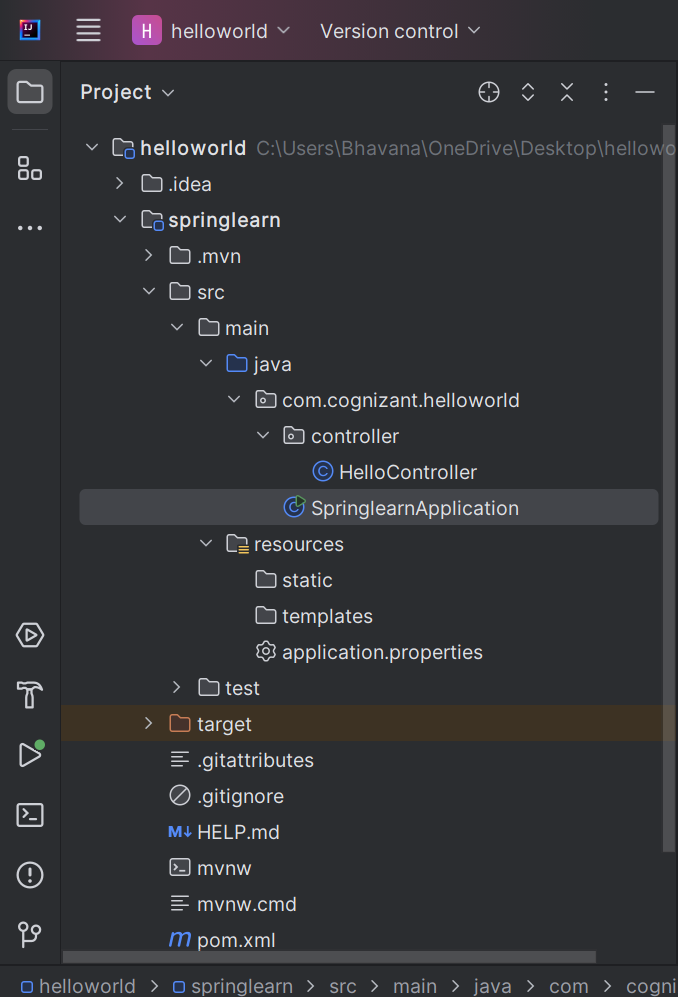 H helloworld Version control
Project
helloworld C:\Users\Bhavana\OneDrive\Desktop\hellowo
.idea
springlearn
.mvn
src
main
java
com.cognizant.helloworld
controller
C HelloController
C SpringlearnApplication
resources
static
templates
application.properties
test
target
.gitattributes
.gitignore
M↓ HELP.md
mvnw
mvnw.cmd
m pom.xml
helloworld > springlearn > src > main > java > com > cogni